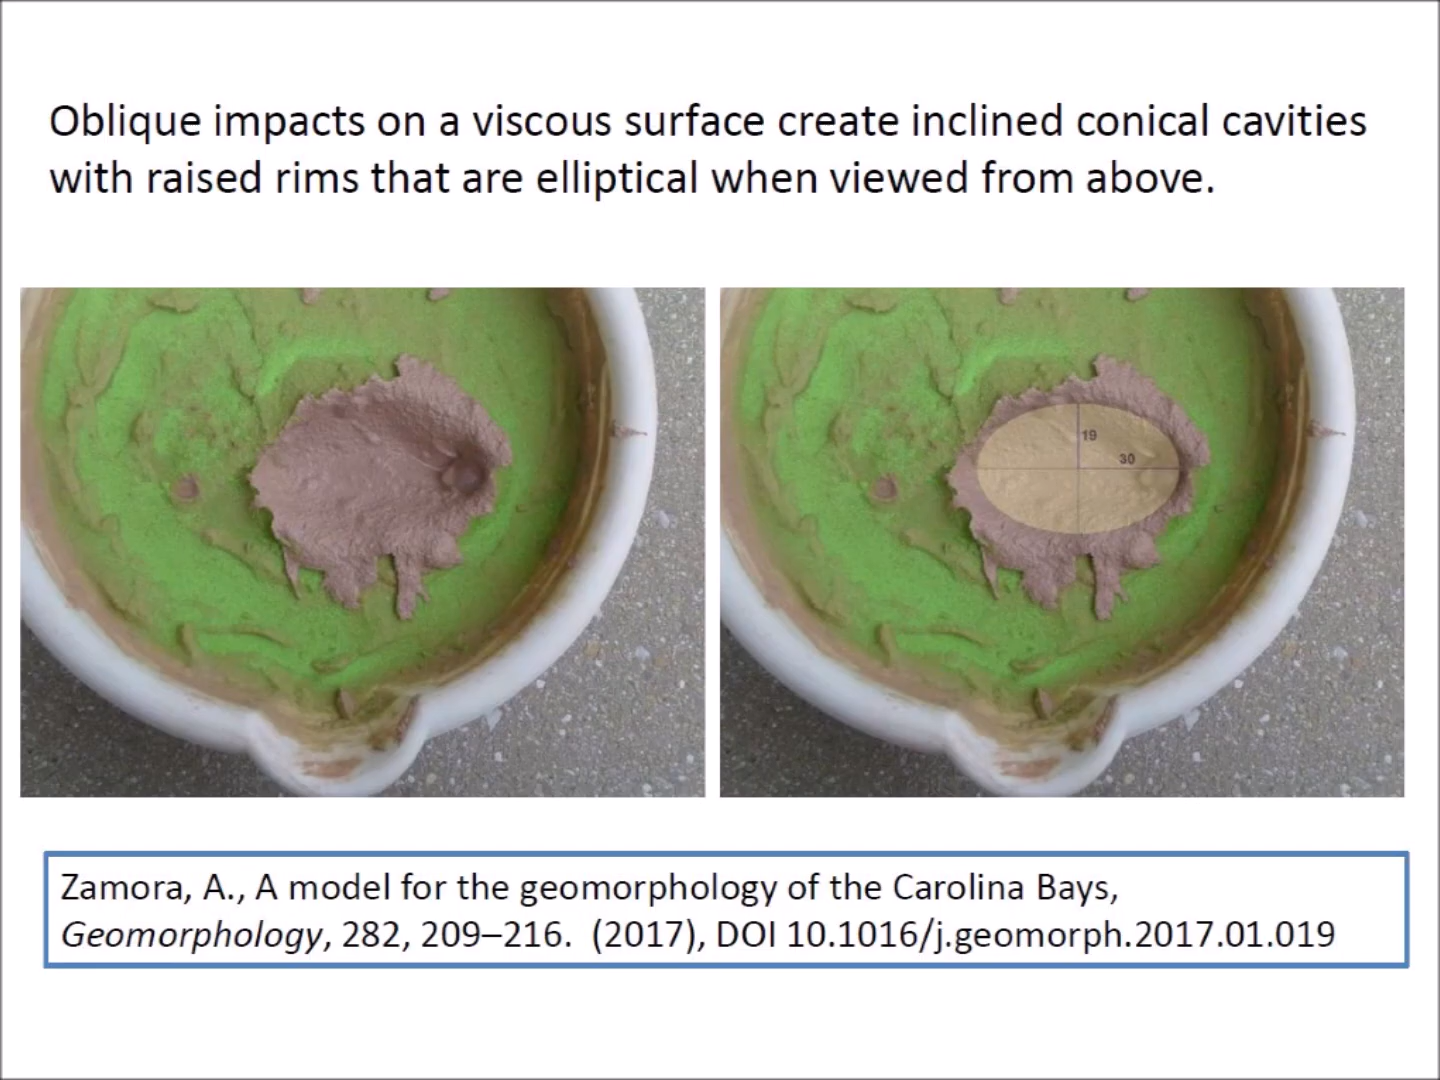 Oblique impacts on a viscous surface create inclined conical cavities
with raised rims that are elliptical when viewed from above.
19
30
Zamora, A., A model for the geomorphology of the Carolina Bays,
Geomorphology, 282, 209–216. (2017), DOI 10.1016/j.geomorph.2017.01.019